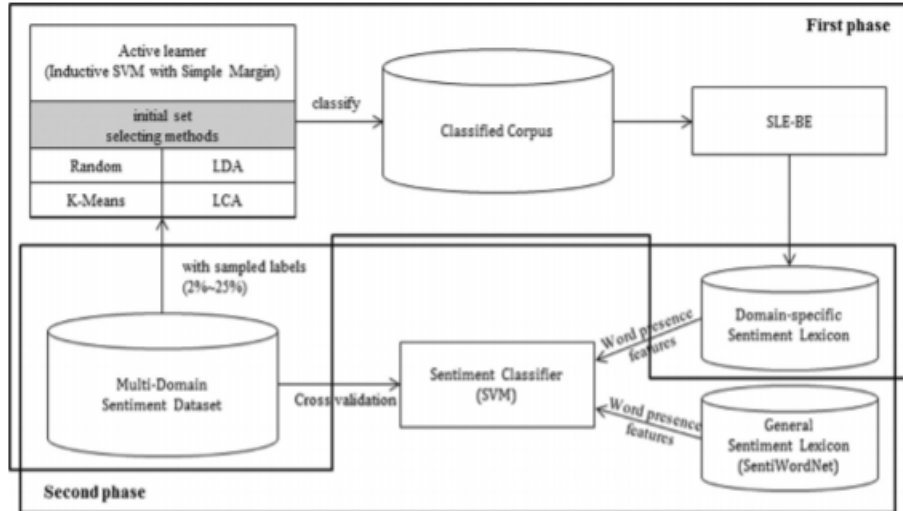 First phase
Active learner
(Inductive SVM with Simple Margin)
initial set
selecting methods
Random
LDA
K-Means
LCA
classify
Classified Corpus
SLE-BE
with sampled labels
(2%~25%)
Multi-Domain
Sentiment Dataset
Cross validation
Sentiment Classifier
(SVM)
Word presence
features
Domain-specific
Sentiment Lexicon
Word presence
features
General
Sentiment Lexicon
(SentiWordNet)
Second phase